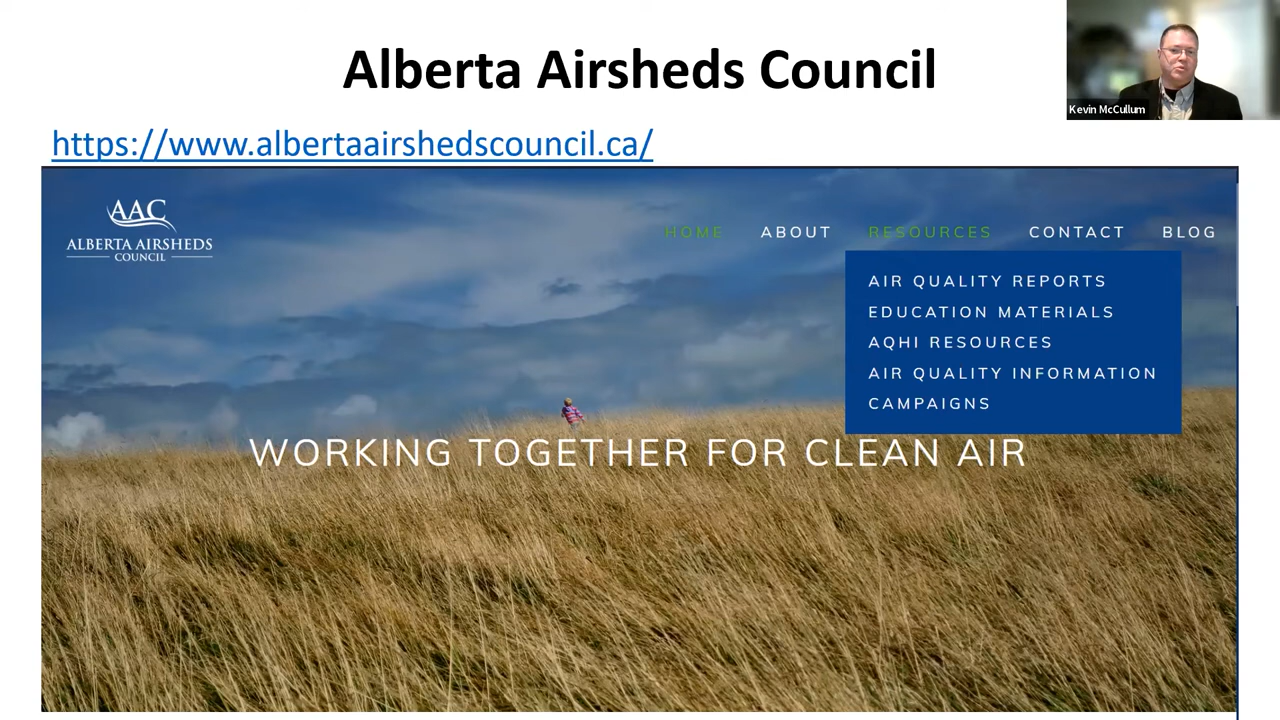 Alberta Airsheds Council
Kevin McCullum
https://www.albertaairshedscouncil.ca/
AAC
ALBERTA AIRSHEDS
COUNCIL
HOME ABOUT RESOURCES CONTACT BLOG
AIR QUALITY REPORTS
EDUCATION MATERIALS
AQHI RESOURCES
AIR QUALITY INFORMATION
CAMPAIGNS
WORKING TOGETHER FOR CLEAN AIR